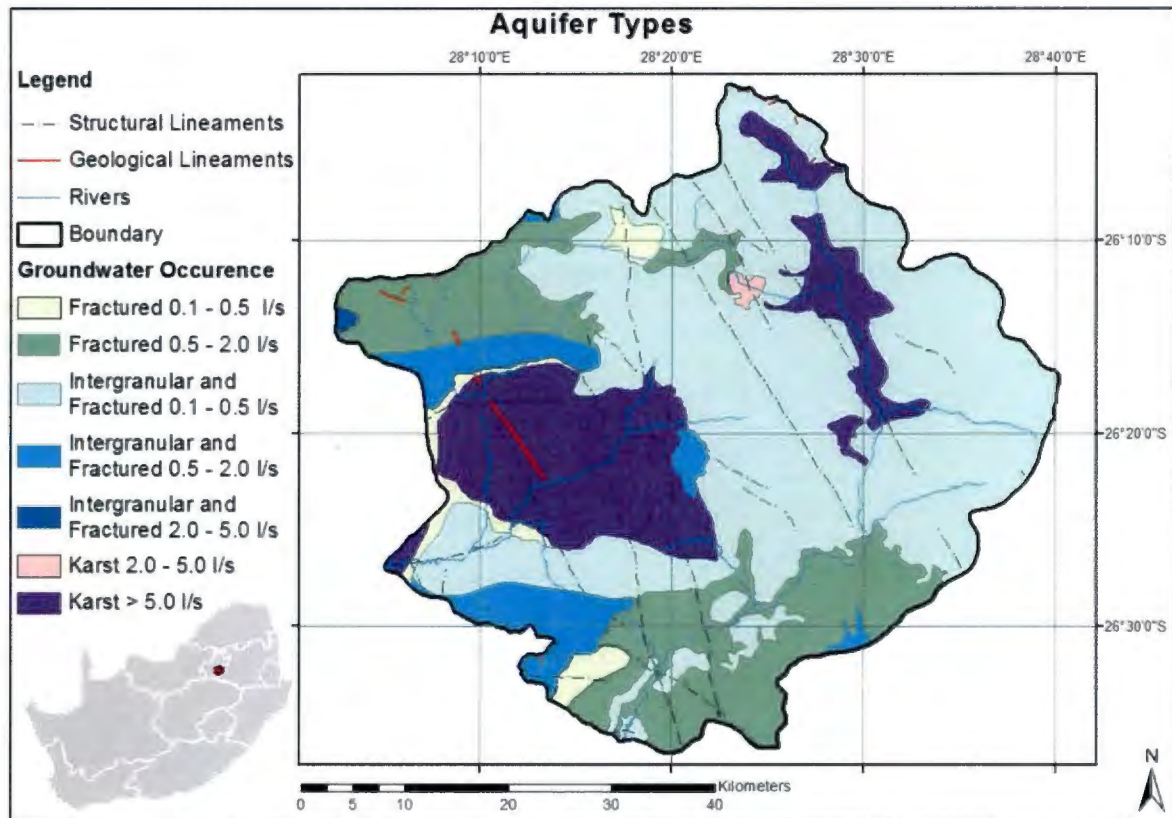 Aquifer Types
28°10'0"E
28°20'0"E
28°30'0"E
28°40'0"E
Legend
Structural Lineaments
Geological Lineaments
Rivers
Boundary
Groundwater Occurence
Fractured 0.1 - 0.5 l/s
Fractured 0.5 - 2.0 l/s
Intergranular and
Fractured 0.1 - 0.5 l/s
Intergranular and
Fractured 0.5 - 2.0 l/s
Intergranular and
Fractured 2.0 - 5.0 l/s
Karst 2.0 - 5.0 l/s
Karst > 5.0 l/s
26°10'0"S
26°20'0"S
26°30'0"S
Kilometers
0 5 10 20 30 40
N